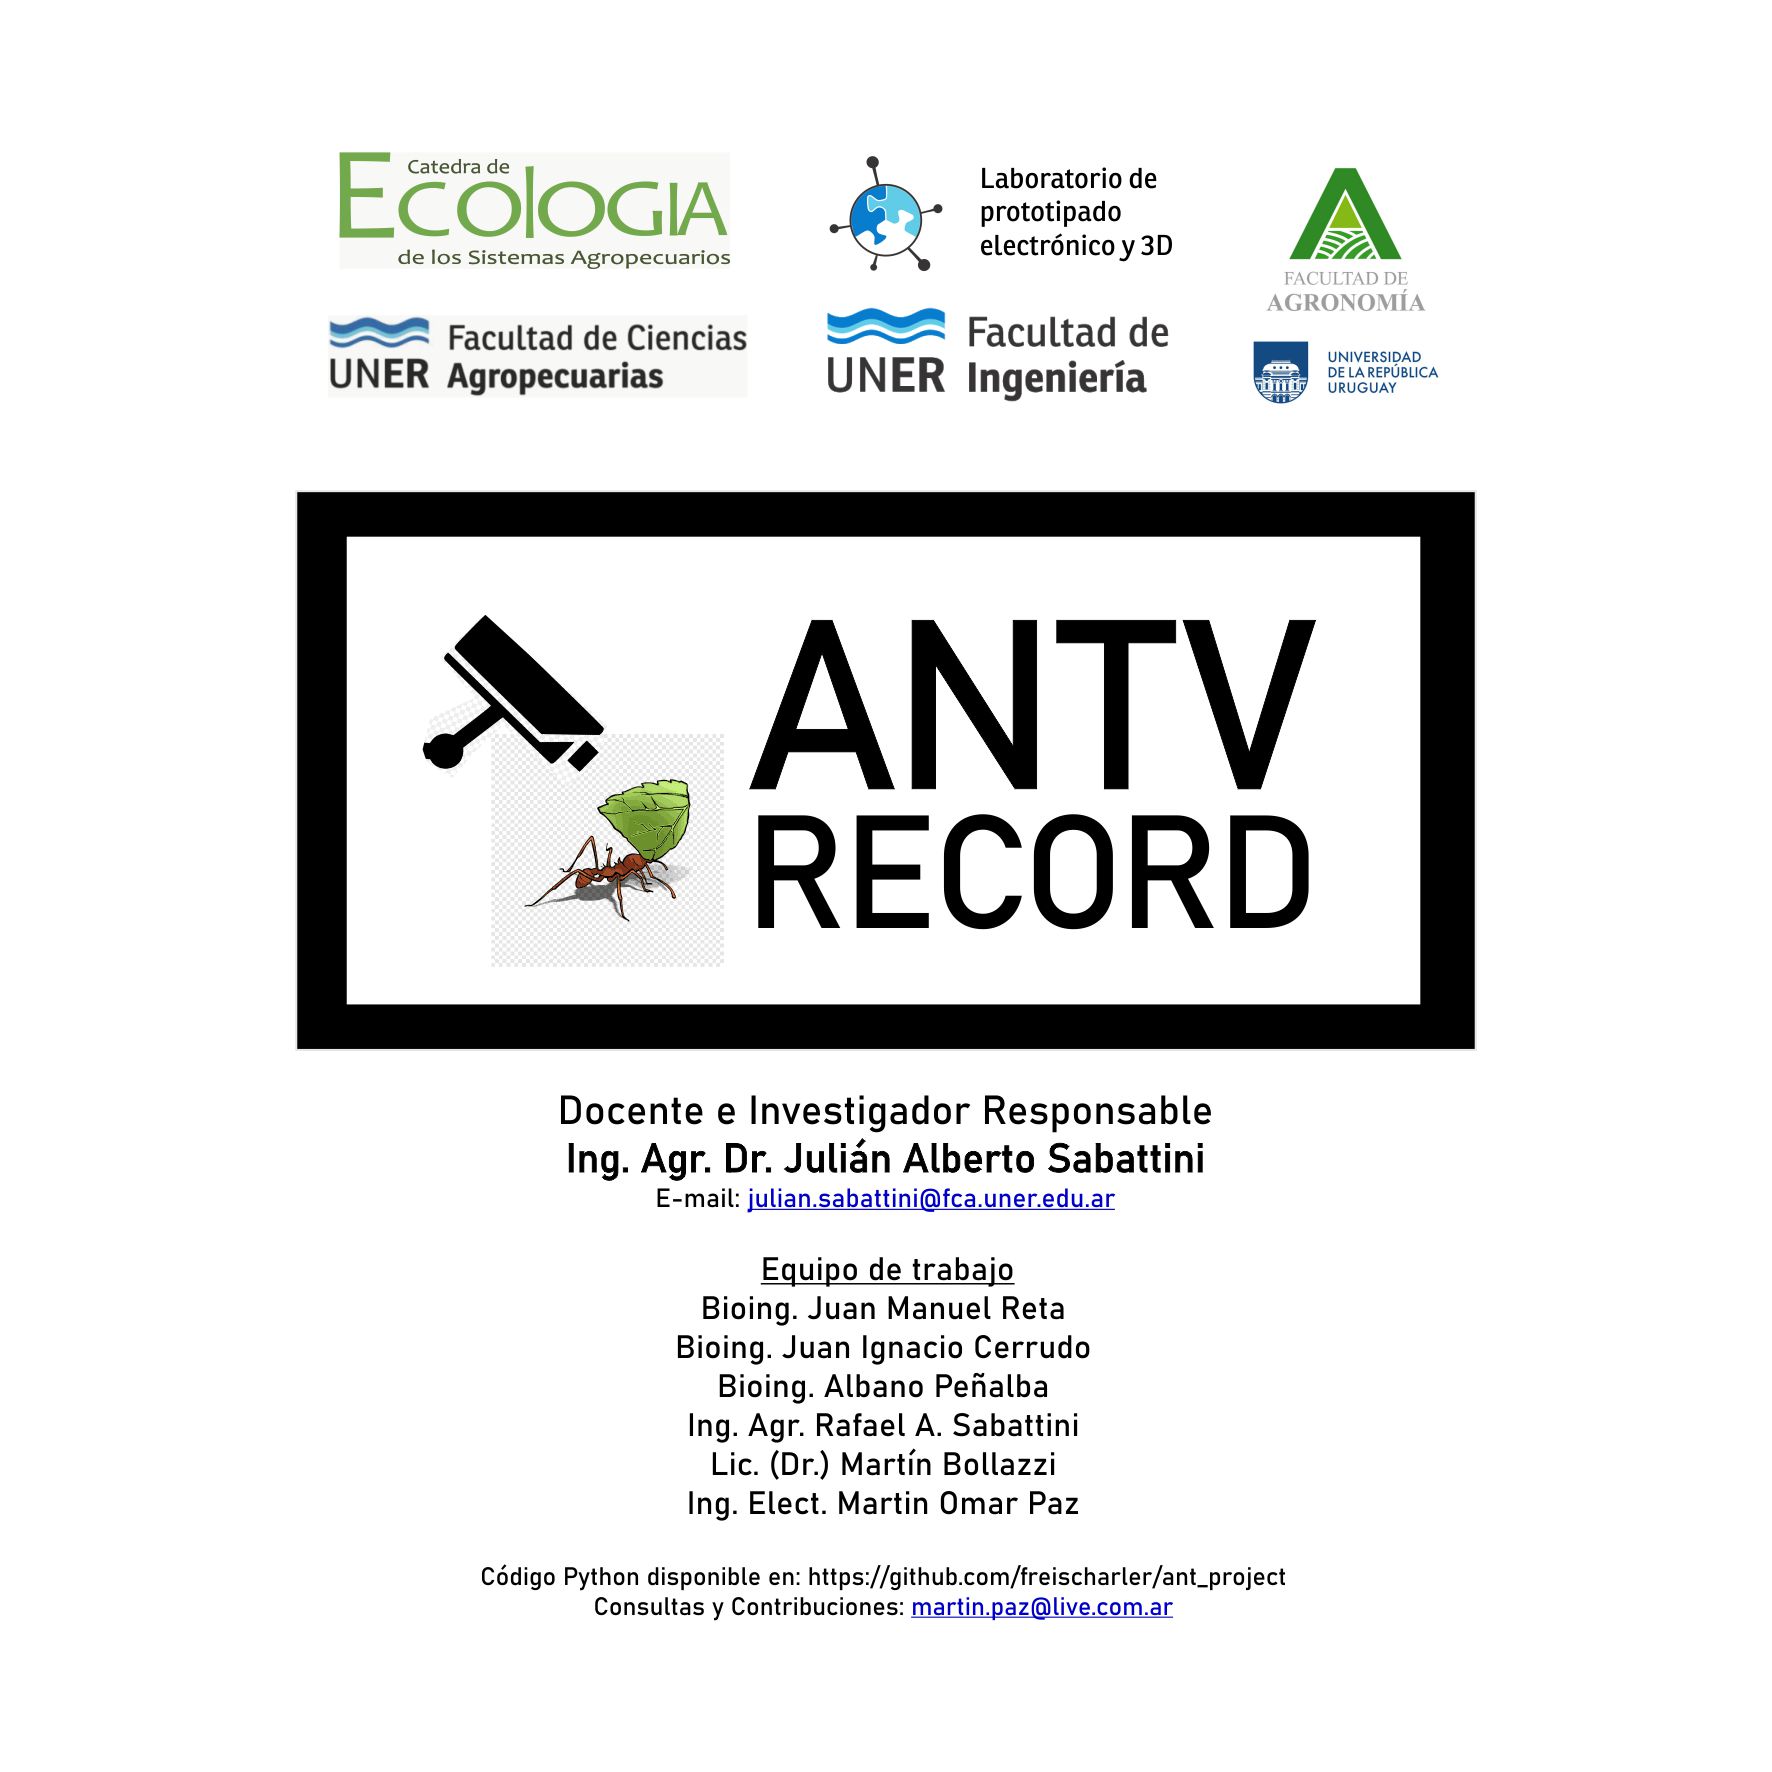 Catedra de
EcologIA
de los Sistemas Agropecuarios
UNER Facultad de Ciencias
Agropecuarias
Laboratorio de
prototipado
electrónico y 3D
UNER Facultad de
Ingeniería
FACULTAD DE
AGRONOMÍA
UNIVERSIDAD
DE LA REPÚBLICA
URUGUAY
ANTV
RECORD
Docente e Investigador Responsable
Ing. Agr. Dr. Julián Alberto Sabattini
E-mail: julian.sabattini@fca.uner.edu.ar
Equipo de trabajo
Bioing. Juan Manuel Reta
Bioing. Juan Ignacio Cerrudo
Bioing. Albano Peñalba
Ing. Agr. Rafael A. Sabattini
Lic. (Dr.) Martín Bollazzi
Ing. Elect. Martin Omar Paz
Código Python disponible en: https://github.com/freischarler/ant_project
Consultas y Contribuciones: martin.paz@live.com.ar